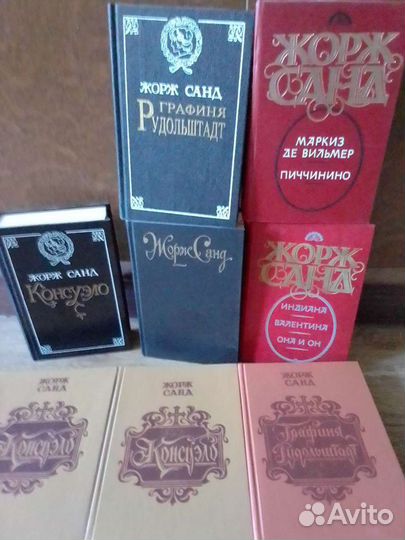 ЖОРЖ САНД
ГРАФИНЯ
РУДОЛЬШТАДТ
ЖОРЖ
САНД
МАРКИЗ
ДЕ ВИЛЬМЕР
ПИЧЧИНИНО
ЖОРЖ САНД
КОНСУЭЛО
Жорж Санд
ЖОРЖ
САНД
ИНДИАНА
ВАЛЕНТИНА
ОНА И ОН
ЖОРЖ
САНД
Консуэло
ЖОРЖ
САНД
Консуэло
ЖОРЖ
САНД
Графиня
Рудольштадт
Avito